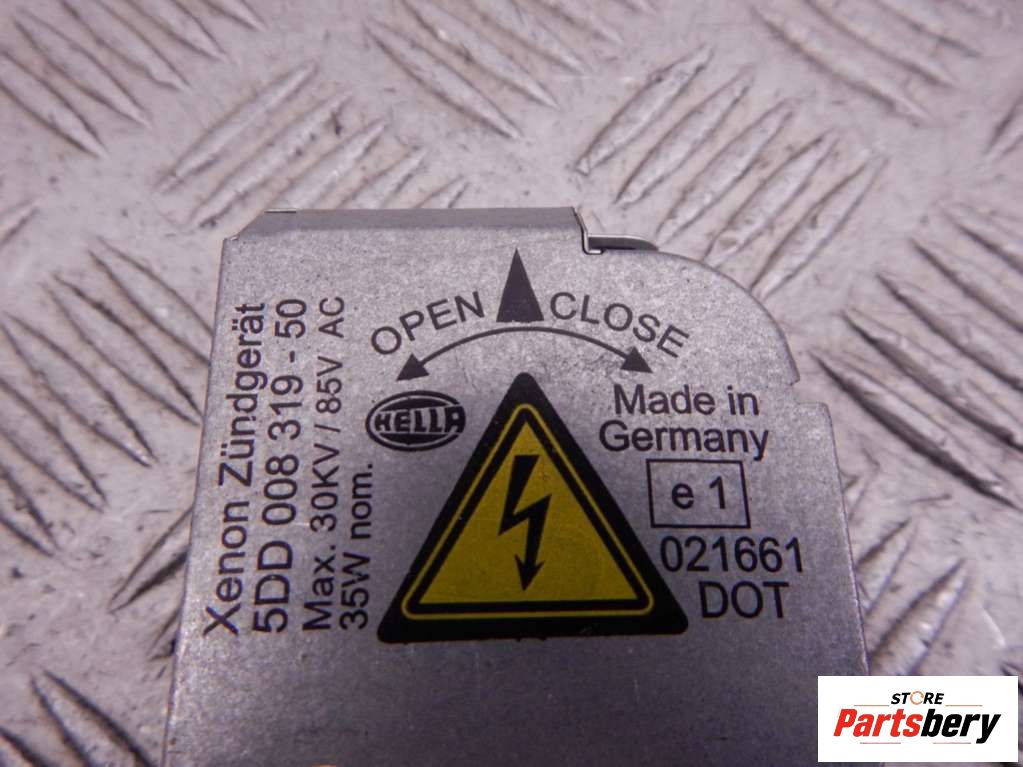 Xenon Zündgerät
5DD 008 319 - 50
Max. 30KV / 85V AC
35W nom.
OPEN CLOSE
HELLA
Made in
Germany
e 1
021661
DOT
STORE
Partsbery